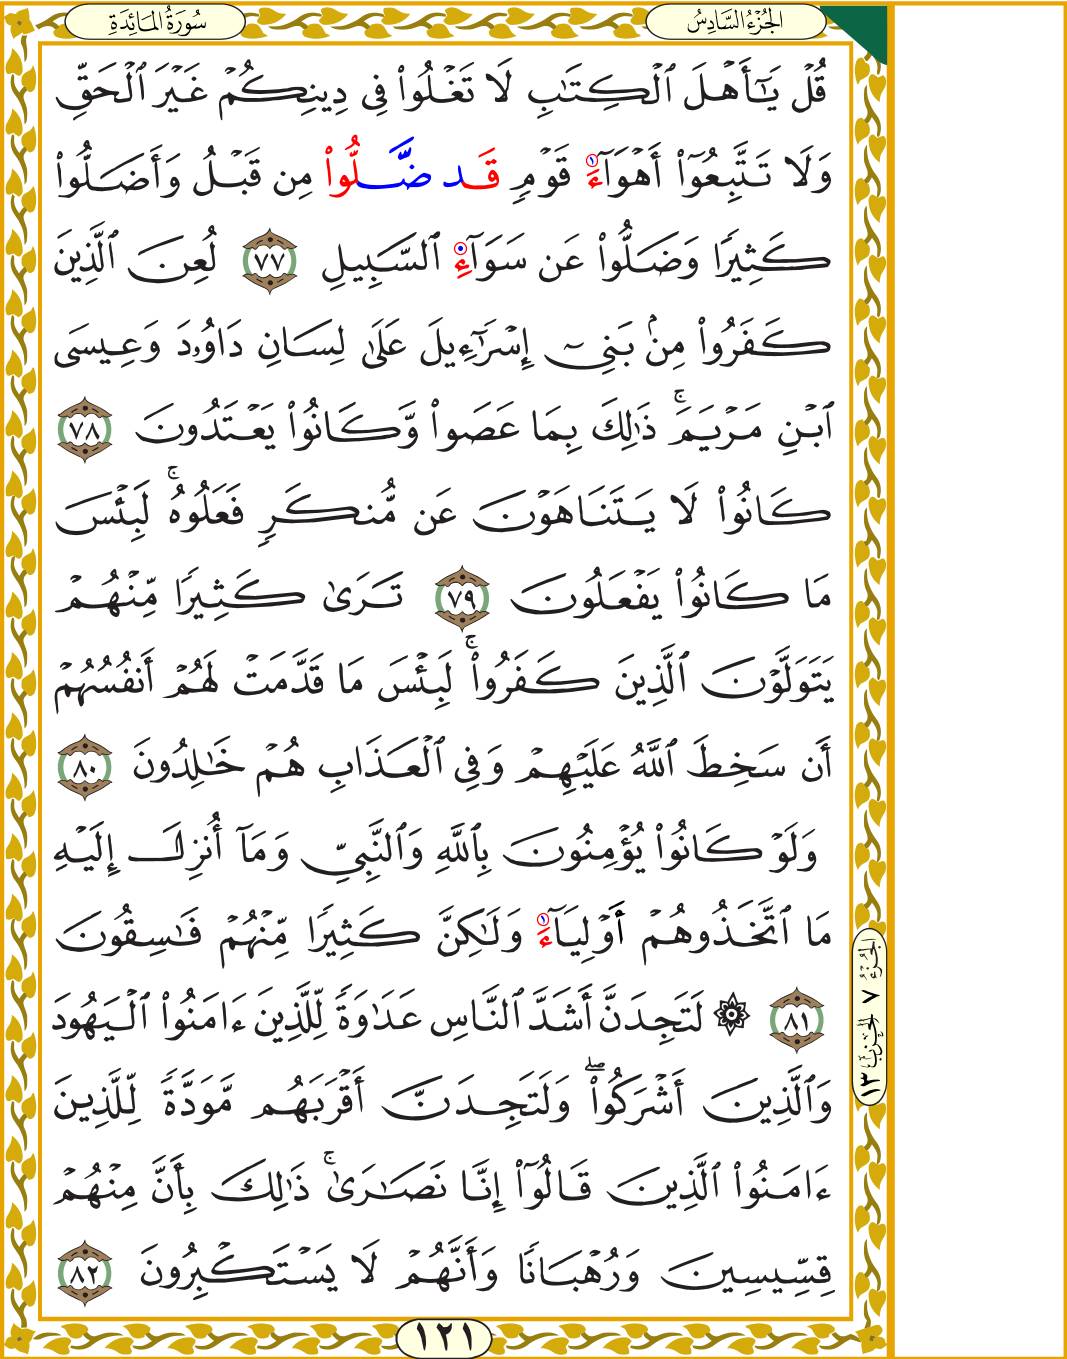 سُورَةُ المَائِدَةِ
الجُزْءُ السَّادِسُ
قُلْ يَٰٓأَهْلَ ٱلْكِتَٰبِ لَا تَغْلُوا۟ فِى دِينِكُمْ غَيْرَ ٱلْحَقِّ
وَلَا تَتَّبِعُوٓا۟ أَهْوَآءَ ١ قَوْمٍ قَد ضَّلُّوا۟ مِن قَبْلُ وَأَضَلُّوا۟
كَثِيرًا وَضَلُّوا۟ عَن سَوَآءِ ٱلسَّبِيلِ ٧٧ لُعِنَ ٱلَّذِينَ
كَفَرُوا۟ مِنۢ بَنِىٓ إِسْرَٰٓءِيلَ عَلَىٰ لِسَانِ دَاوُۥدَ وَعِيسَى
ٱبْنِ مَرْيَمَ ۚ ذَٰلِكَ بِمَا عَصَوا۟ وَّكَانُوا۟ يَعْتَدُونَ ٧٨
كَانُوا۟ لَا يَتَنَاهَوْنَ عَن مُّنكَرٍ فَعَلُوهُ ۚ لَبِئْسَ
مَا كَانُوا۟ يَفْعَلُونَ ٧٩ تَرَىٰ كَثِيرًا مِّنْهُمْ
يَتَوَلَّوْنَ ٱلَّذِينَ كَفَرُوا۟ ۚ لَبِئْسَ مَا قَدَّمَتْ لَهُمْ أَنفُسُهُمْ
أَن سَخِطَ ٱللَّهُ عَلَيْهِمْ وَفِى ٱلْعَذَابِ هُمْ خَٰلِدُونَ ٨٠
وَلَوْ كَانُوا۟ يُؤْمِنُونَ بِٱللَّهِ وَٱلنَّبِىِّ وَمَآ أُنزِلَ إِلَيْهِ
مَا ٱتَّخَذُوهُمْ أَوْلِيَآءَ ١ وَلَٰكِنَّ كَثِيرًا مِّنْهُمْ فَٰسِقُونَ
٨١ ۞ لَتَجِدَنَّ أَشَدَّ ٱلنَّاسِ عَدَٰوَةً لِّلَّذِينَ ءَامَنُوا۟ ٱلْيَهُودَ
وَٱلَّذِينَ أَشْرَكُوا۟ ۖ وَلَتَجِدَنَّ أَقْرَبَهُم مَّوَدَّةً لِّلَّذِينَ
ءَامَنُوا۟ ٱلَّذِينَ قَالُوٓا۟ إِنَّا نَصَٰرَىٰ ۚ ذَٰلِكَ بِأَنَّ مِنْهُمْ
قِسِّيسِينَ وَرُهْبَانًا وَأَنَّهُمْ لَا يَسْتَكْبِرُونَ ٨٢
الجُزْءُ ٧ الحِزْبُ ١٣
١٢١